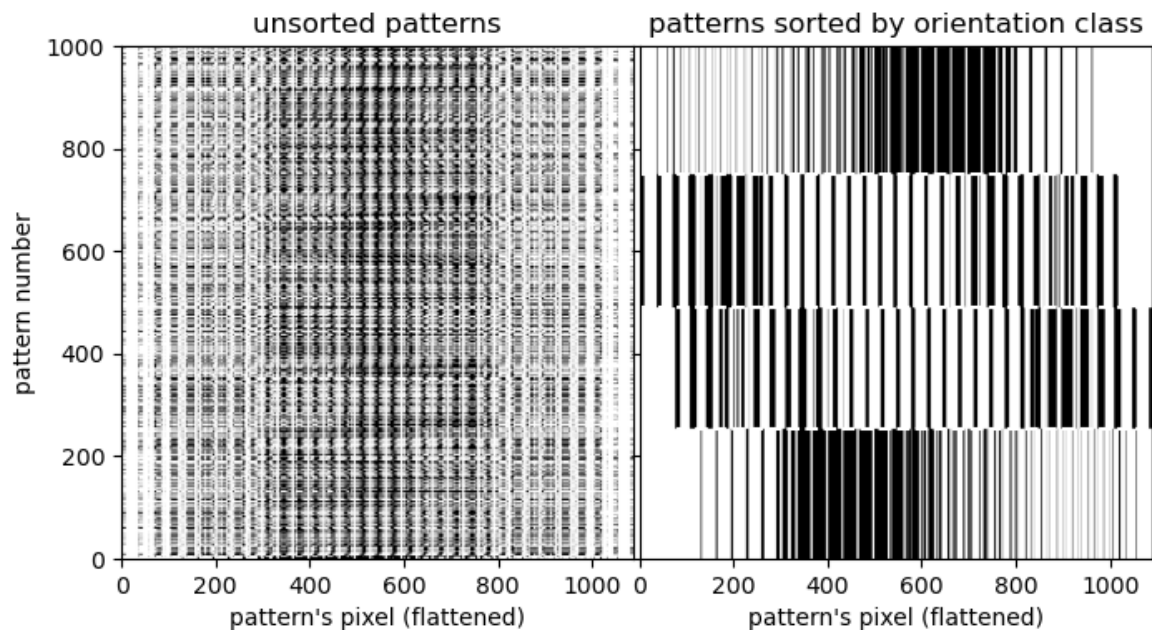 unsorted patterns
patterns sorted by orientation class
pattern number
1000
800
600
400
200
0
0 200 400 600 800 1000
0 200 400 600 800 1000
pattern's pixel (flattened)
pattern's pixel (flattened)